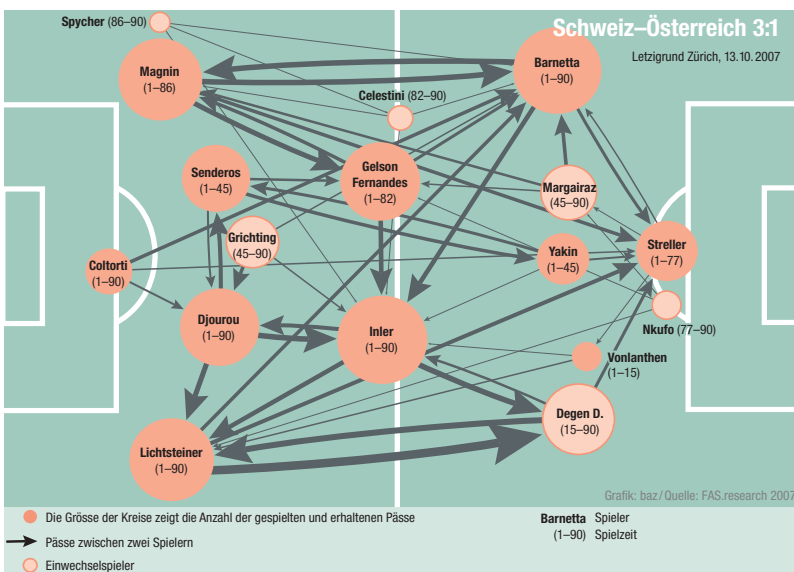 Schweiz–Österreich 3:1
Letzigrund Zürich, 13.10.2007
Spycher (86–90)
Magnin
(1–86)
Barnetta
(1–90)
Celestini (82–90)
Senderos
(1–45)
Gelson
Fernandes
(1–82)
Margairaz
(45–90)
Grichting
(45–90)
Coltorti
(1–90)
Yakin
(1–45)
Streller
(1–77)
Djourou
(1–90)
Inler
(1–90)
Nkufo (77–90)
Vonlanthen
(1–15)
Degen D.
(15–90)
Lichtsteiner
(1–90)
Grafik: baz/Quelle: FAS.research 2007
Die Grösse der Kreise zeigt die Anzahl der gespielten und erhaltenen Pässe
Pässe zwischen zwei Spielern
Einwechselspieler
Barnetta Spieler
(1–90) Spielzeit